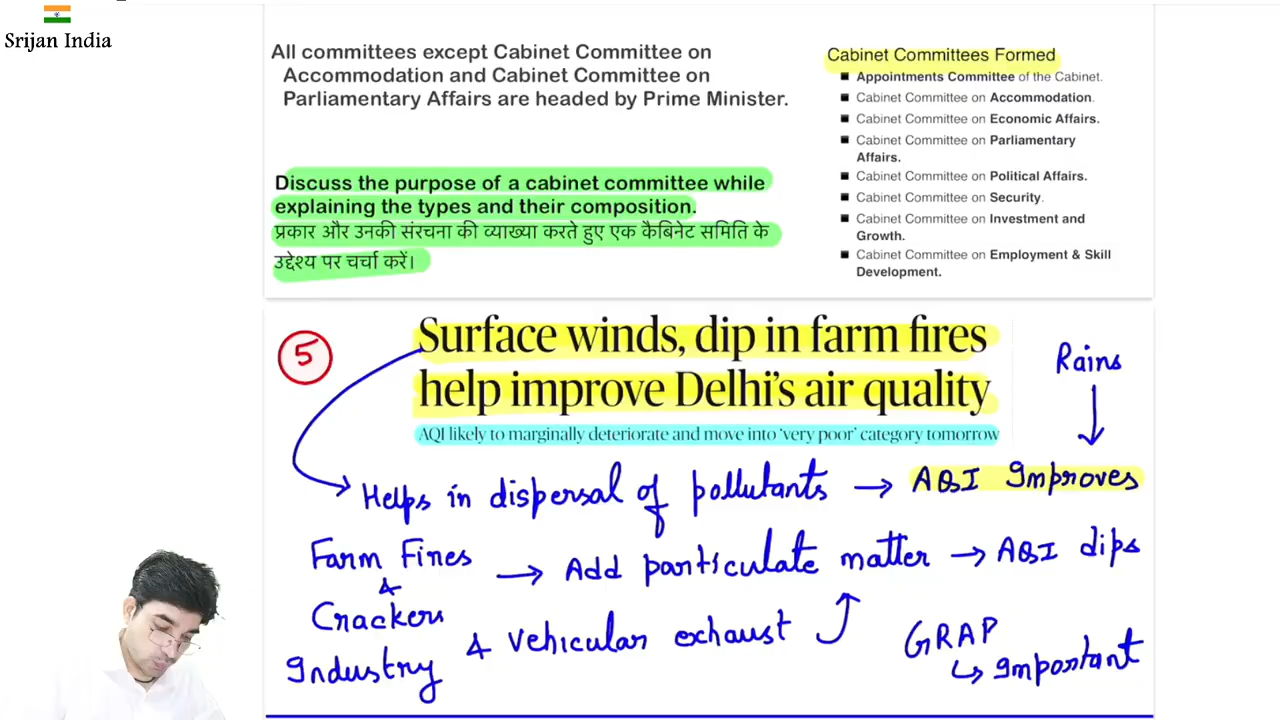 Srijan India
All committees except Cabinet Committee on
Accommodation and Cabinet Committee on
Parliamentary Affairs are headed by Prime Minister.
Discuss the purpose of a cabinet committee while
explaining the types and their composition.
प्रकार और उनकी संरचना की व्याख्या करते हुए एक कैबिनेट समिति के
उद्देश्य पर चर्चा करें।
Cabinet Committees Formed
Appointments Committee of the Cabinet.
Cabinet Committee on Accommodation.
Cabinet Committee on Economic Affairs.
Cabinet Committee on Parliamentary
Affairs.
Cabinet Committee on Political Affairs.
Cabinet Committee on Security.
Cabinet Committee on Investment and
Growth.
Cabinet Committee on Employment & Skill
Development.
5
Surface winds, dip in farm fires
help improve Delhi's air quality
AQI likely to marginally deteriorate and move into 'very poor' category tomorrow
Rains
Helps in dispersal of pollutants → AQI Improves
Farm Fires → Add particulate matter → AQI dips
&
Crackers
Industry & vehicular exhaust
GRAP
↳ Important